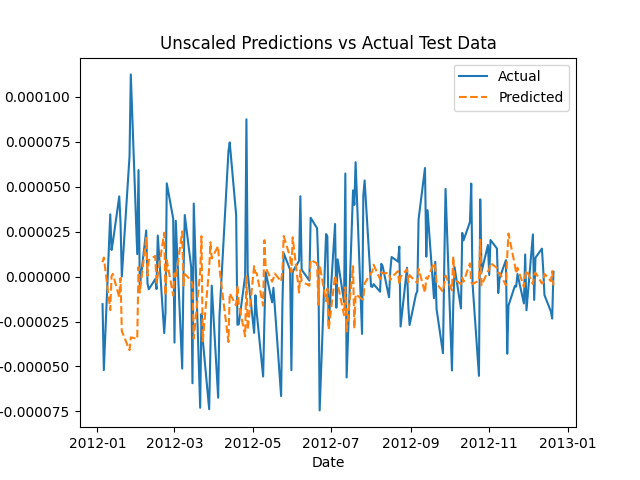 Unscaled Predictions vs Actual Test Data
Actual
Predicted
0.000100
0.000075
0.000050
0.000025
0.000000
0.000025
0.000050
0.000075
2012-01 2012-03 2012-05 2012-07 2012-09 2012-11 2013-01
Date